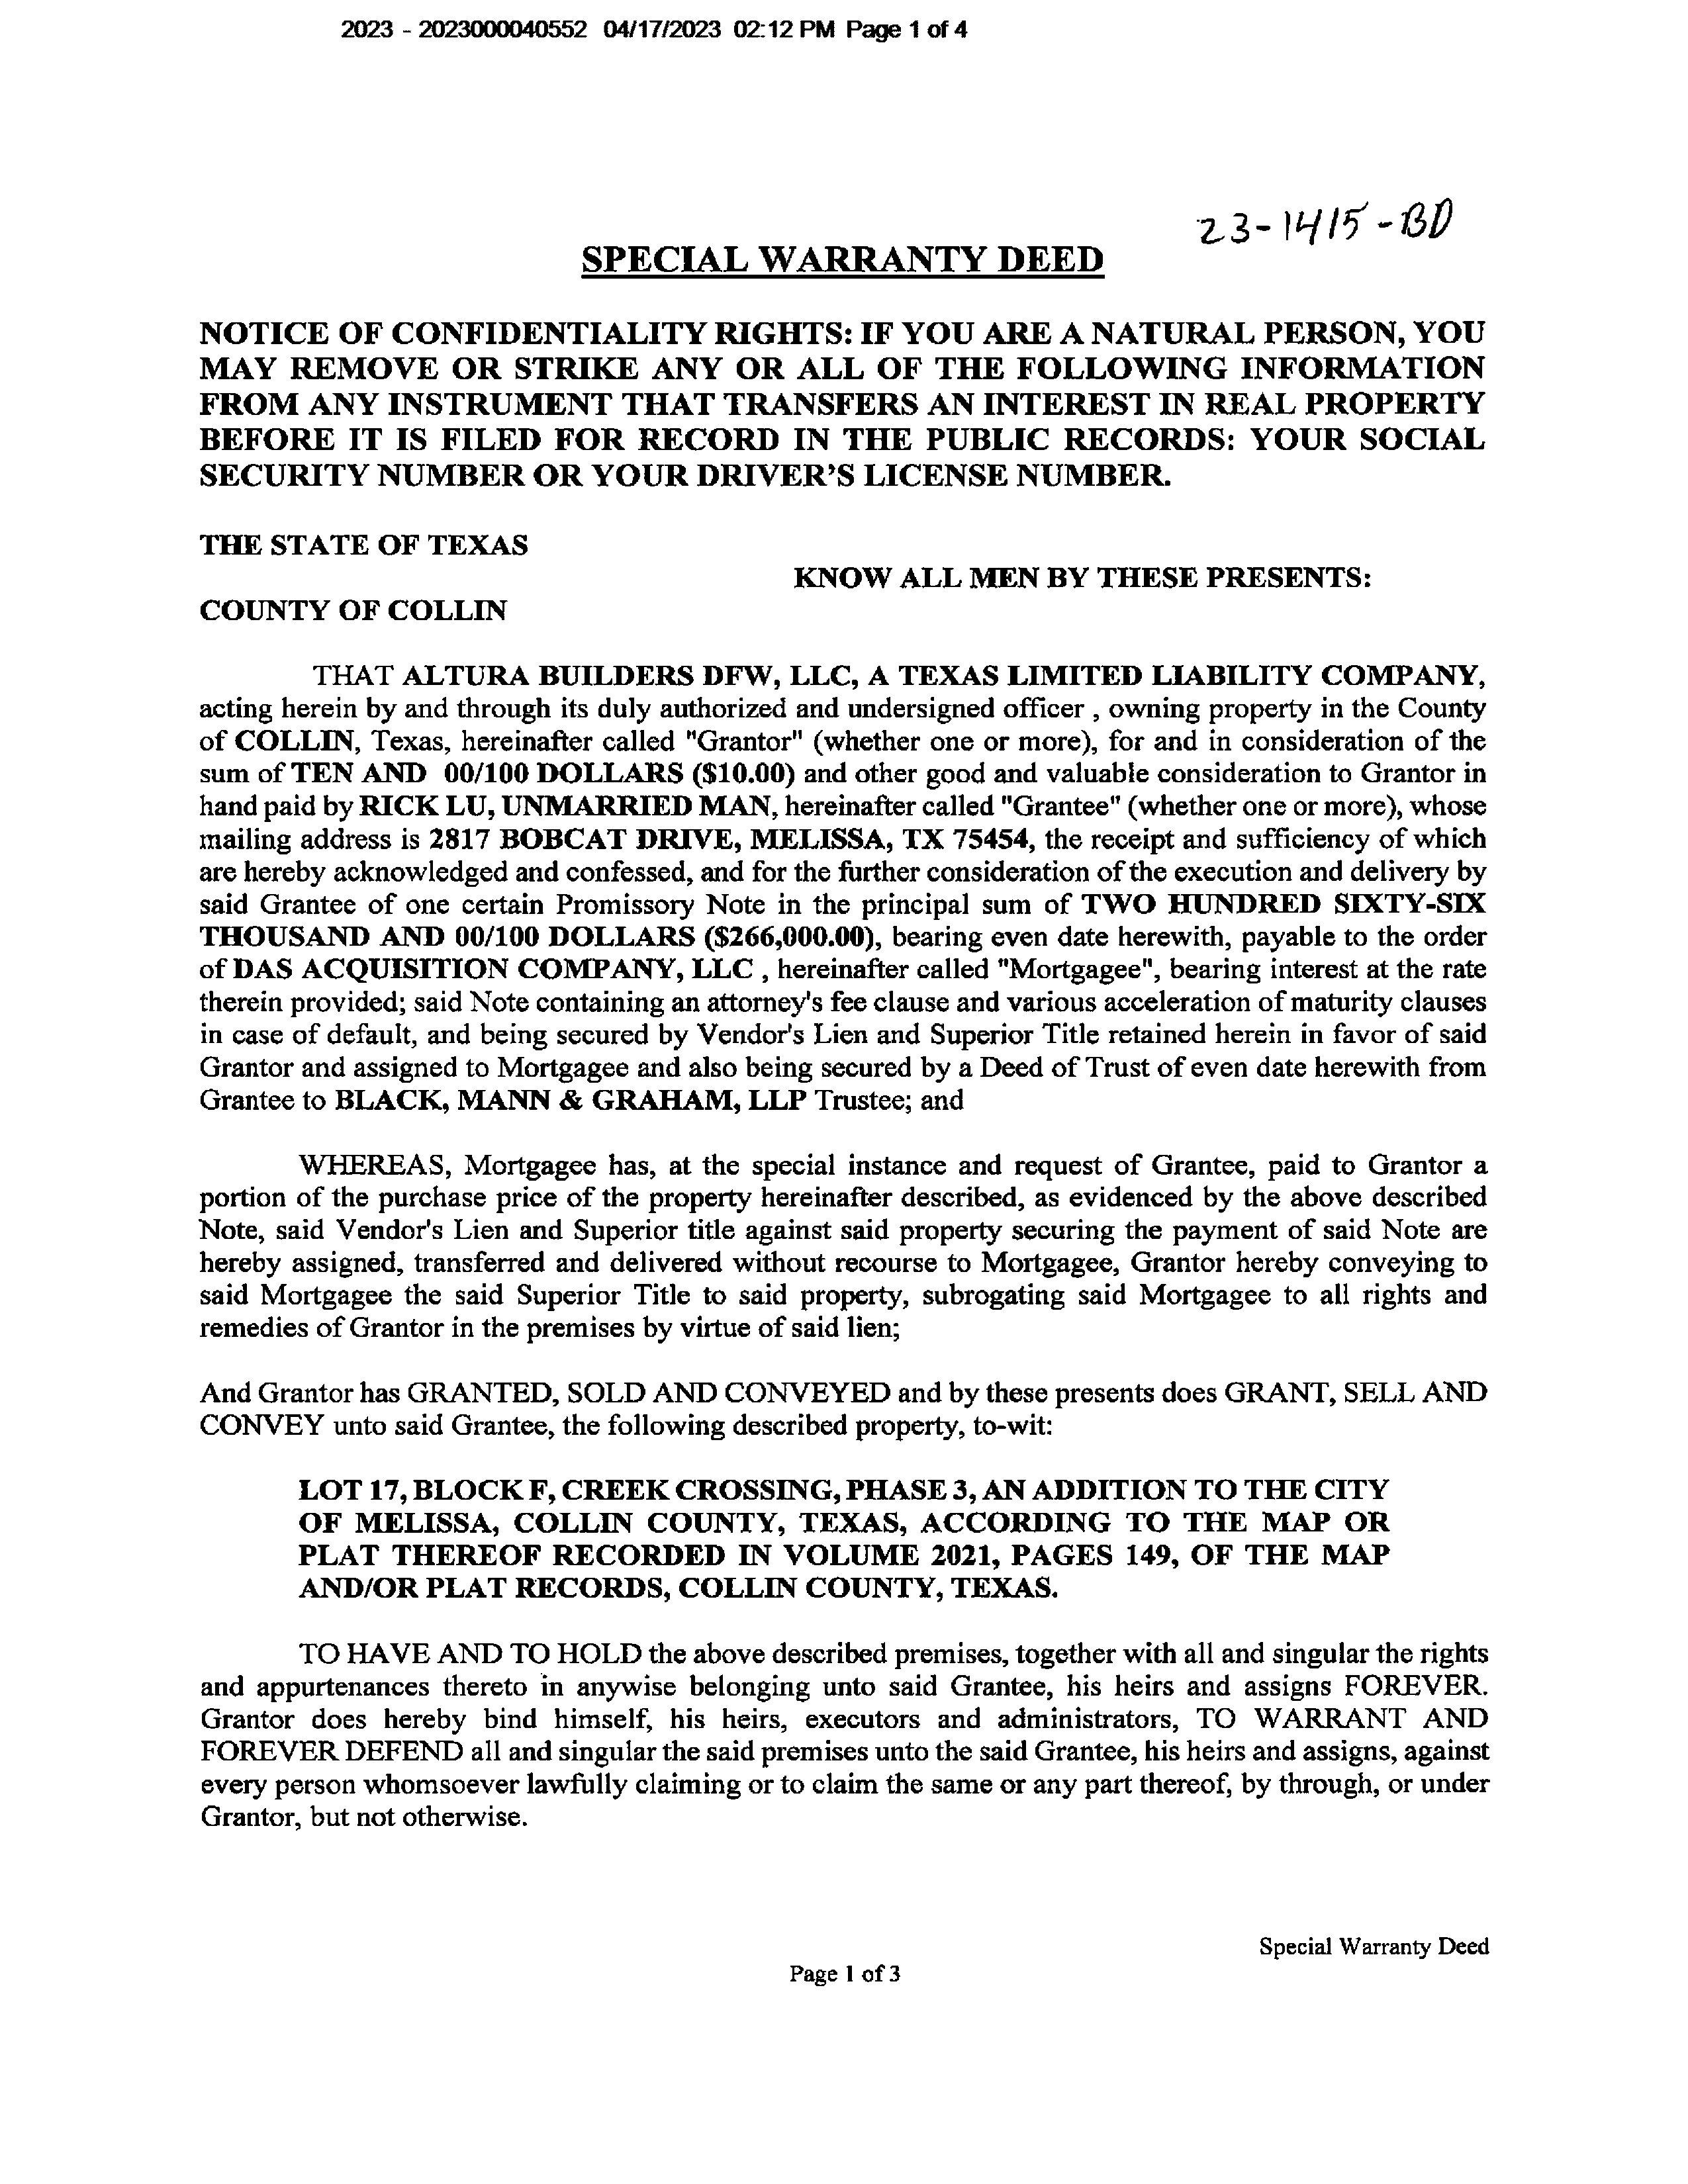 2023 - 2023000040552 04/17/2023 02:12 PM Page 1 of 4
23-1415-BD
SPECIAL WARRANTY DEED
NOTICE OF CONFIDENTIALITY RIGHTS: IF YOU ARE A NATURAL PERSON, YOU
MAY REMOVE OR STRIKE ANY OR ALL OF THE FOLLOWING INFORMATION
FROM ANY INSTRUMENT THAT TRANSFERS AN INTEREST IN REAL PROPERTY
BEFORE IT IS FILED FOR RECORD IN THE PUBLIC RECORDS: YOUR SOCIAL
SECURITY NUMBER OR YOUR DRIVER'S LICENSE NUMBER.
THE STATE OF TEXAS
KNOW ALL MEN BY THESE PRESENTS:
COUNTY OF COLLIN
THAT ALTURA BUILDERS DFW, LLC, A TEXAS LIMITED LIABILITY COMPANY,
acting herein by and through its duly authorized and undersigned officer , owning property in the County
of COLLIN, Texas, hereinafter called "Grantor" (whether one or more), for and in consideration of the
sum of TEN AND 00/100 DOLLARS ($10.00) and other good and valuable consideration to Grantor in
hand paid by RICK LU, UNMARRIED MAN, hereinafter called "Grantee" (whether one or more), whose
mailing address is 2817 BOBCAT DRIVE, MELISSA, TX 75454, the receipt and sufficiency of which
are hereby acknowledged and confessed, and for the further consideration of the execution and delivery by
said Grantee of one certain Promissory Note in the principal sum of TWO HUNDRED SIXTY-SIX
THOUSAND AND 00/100 DOLLARS ($266,000.00), bearing even date herewith, payable to the order
of DAS ACQUISITION COMPANY, LLC , hereinafter called "Mortgagee", bearing interest at the rate
therein provided; said Note containing an attorney's fee clause and various acceleration of maturity clauses
in case of default, and being secured by Vendor's Lien and Superior Title retained herein in favor of said
Grantor and assigned to Mortgagee and also being secured by a Deed of Trust of even date herewith from
Grantee to BLACK, MANN & GRAHAM, LLP Trustee; and
WHEREAS, Mortgagee has, at the special instance and request of Grantee, paid to Grantor a
portion of the purchase price of the property hereinafter described, as evidenced by the above described
Note, said Vendor's Lien and Superior title against said property securing the payment of said Note are
hereby assigned, transferred and delivered without recourse to Mortgagee, Grantor hereby conveying to
said Mortgagee the said Superior Title to said property, subrogating said Mortgagee to all rights and
remedies of Grantor in the premises by virtue of said lien;
And Grantor has GRANTED, SOLD AND CONVEYED and by these presents does GRANT, SELL AND
CONVEY unto said Grantee, the following described property, to-wit:
LOT 17, BLOCK F, CREEK CROSSING, PHASE 3, AN ADDITION TO THE CITY
OF MELISSA, COLLIN COUNTY, TEXAS, ACCORDING TO THE MAP OR
PLAT THEREOF RECORDED IN VOLUME 2021, PAGES 149, OF THE MAP
AND/OR PLAT RECORDS, COLLIN COUNTY, TEXAS.
TO HAVE AND TO HOLD the above described premises, together with all and singular the rights
and appurtenances thereto in anywise belonging unto said Grantee, his heirs and assigns FOREVER.
Grantor does hereby bind himself, his heirs, executors and administrators, TO WARRANT AND
FOREVER DEFEND all and singular the said premises unto the said Grantee, his heirs and assigns, against
every person whomsoever lawfully claiming or to claim the same or any part thereof, by through, or under
Grantor, but not otherwise.
Special Warranty Deed
Page 1 of 3